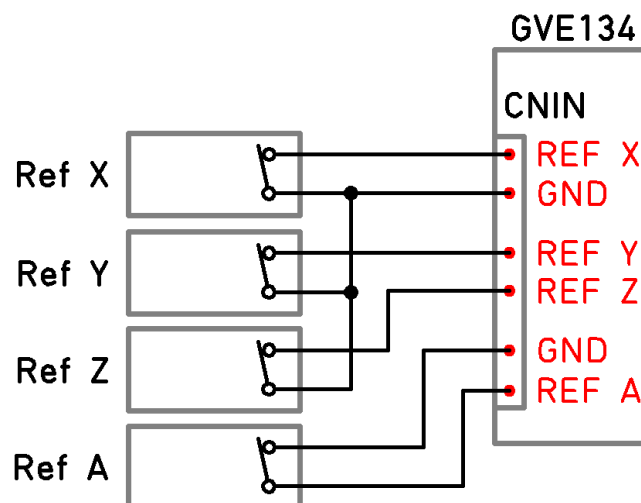 GVE134
CNIN
Ref X
REF X
GND
Ref Y
REF Y
REF Z
Ref Z
GND
REF A
Ref A